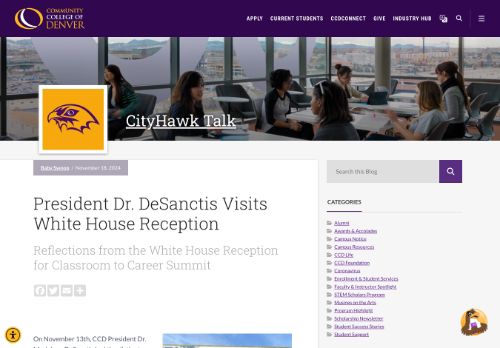 COMMUNITY
COLLEGE OF
DENVER
APPLY CURRENT STUDENTS CCDCONNECT GIVE INDUSTRY HUB
CityHawk Talk
November 18, 2024
Search this Blog
President Dr. DeSanctis Visits
White House Reception
Reflections from the White House Reception
for Classroom to Career Summit
CATEGORIES
Alumni
Awards & Accolades
Campus Notice
Campus Resources
CCD Life
CCD Foundation
Coronavirus
Enrollment & Student Services
Faculty & Instructor Spotlight
STEM Scholars Program
Musings on the Arts
Program Highlight
Scholarship Newsletter
Student Success Stories
Student Support
On November 13th, CCD President Dr.